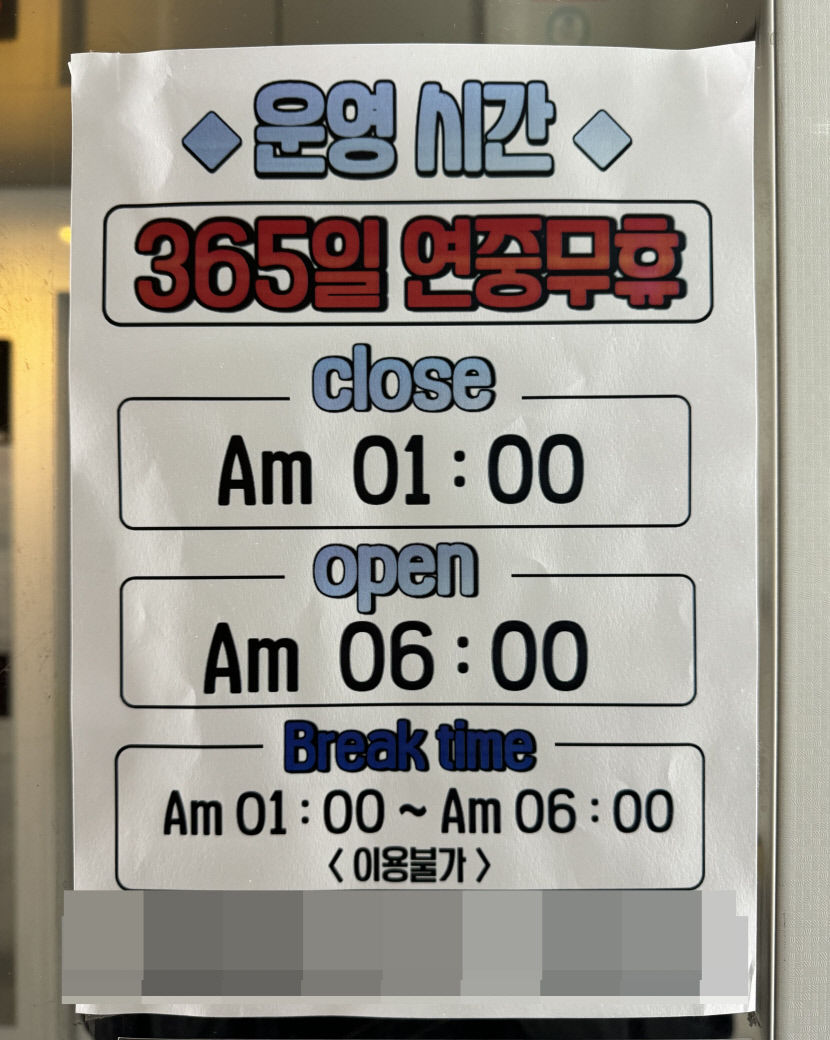 운영 시간
365일 연중무휴
close
Am 01:00
open
Am 06:00
Break time
Am 01:00 ~ Am 06:00
<이용불가>